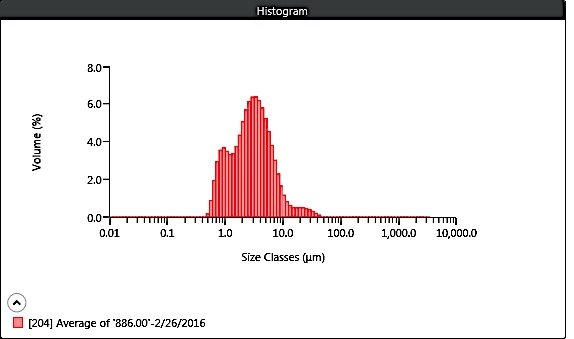 Histogram
8.0
6.0
Volume (%)
4.0
2.0
0.0
0.01 0.1 1.0 10.0 100.0 1,000.0 10,000.0
Size Classes (µm)
[204] Average of "886.00"-2/26/2016